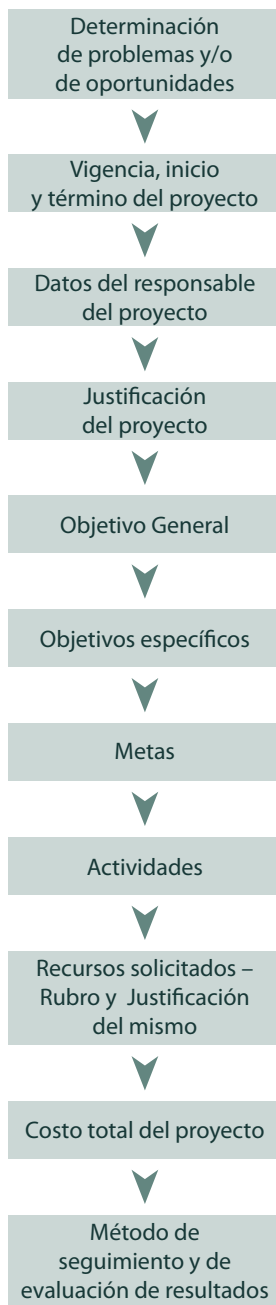 Determinación
de problemas y/o
de oportunidades
Vigencia, inicio
y término del proyecto
Datos del responsable
del proyecto
Justificación
del proyecto
Objetivo General
Objetivos específicos
Metas
Actividades
Recursos solicitados –
Rubro y Justificación
del mismo
Costo total del proyecto
Método de
seguimiento y de
evaluación de resultados